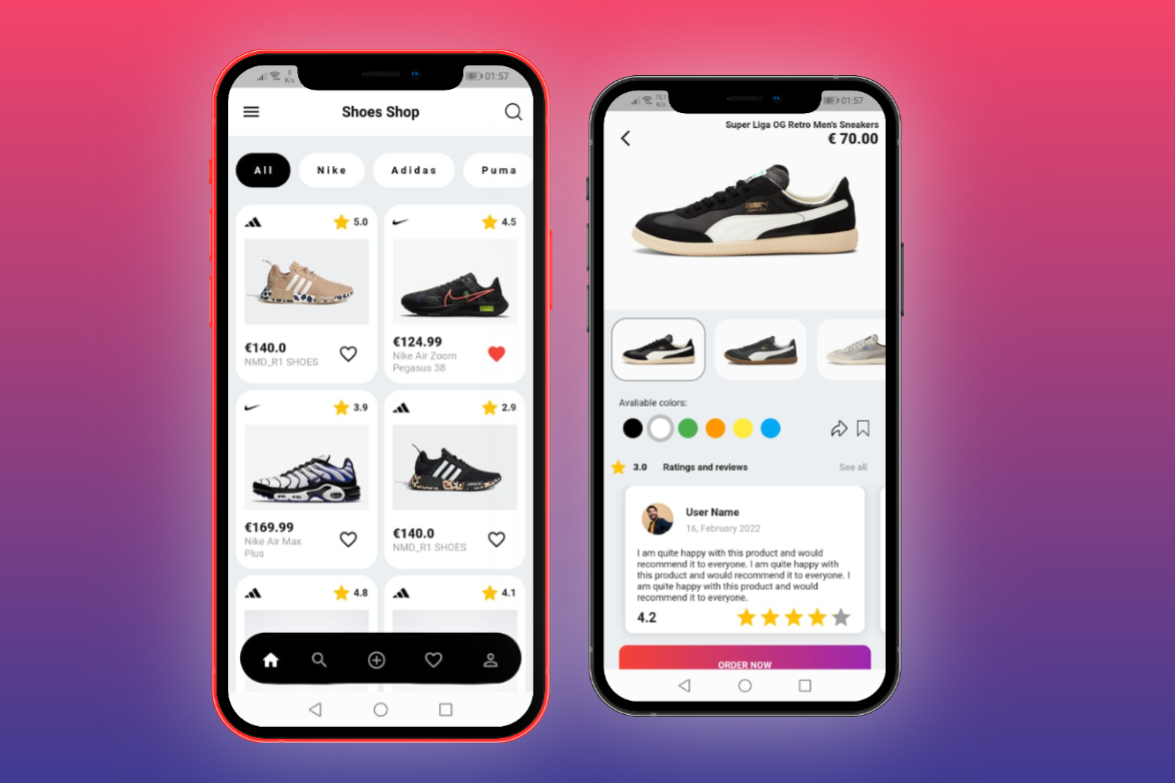 0
K/s
01:57
Shoes Shop
All
Nike
Adidas
Puma
5.0
4.5
€140.0
NMD_R1 SHOES
€124.99
Nike Air Zoom
Pegasus 38
3.9
2.9
€169.99
Nike Air Max
Plus
€140.0
NMD_R1 SHOES
4.8
4.1
K/s
01:57
Super Liga OG Retro Men's Sneakers
€ 70.00
PUMA
Avaliable colors:
3.0
Ratings and reviews
See all
User Name
16, February 2022
I am quite happy with this product and would
recommend it to everyone. I am quite happy with
this product and would recommend it to everyone. I
am quite happy with this product and would
recommend it to everyone.
4.2
ORDER NOW